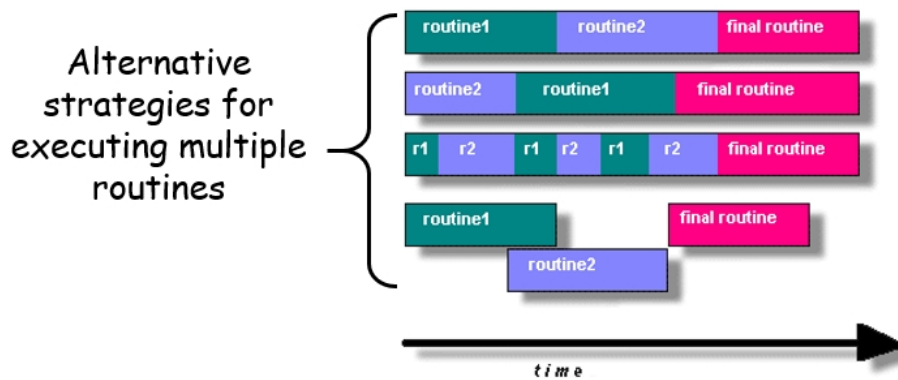 Alternative
strategies for
executing multiple
routines
routine1 routine2 final routine
routine2 routine1 final routine
r1 r2 r1 r2 r1 r2 final routine
routine1 final routine
routine2
time